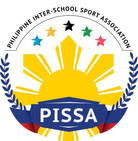 PHILIPPINE INTER-SCHOOL SPORT ASSOCIATION
PISSA